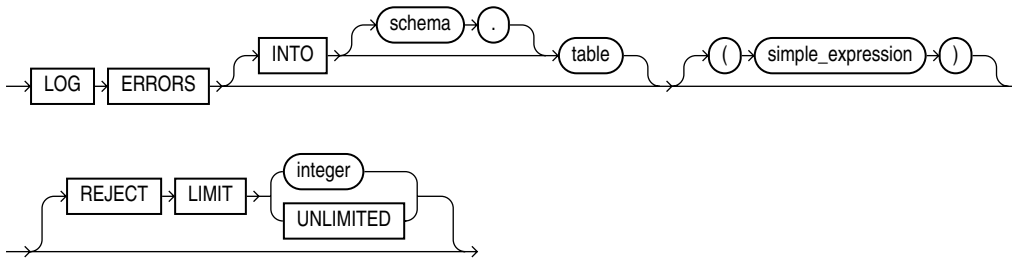 schema .
INTO table ( simple_expression )
LOG ERRORS
integer
REJECT LIMIT
UNLIMITED